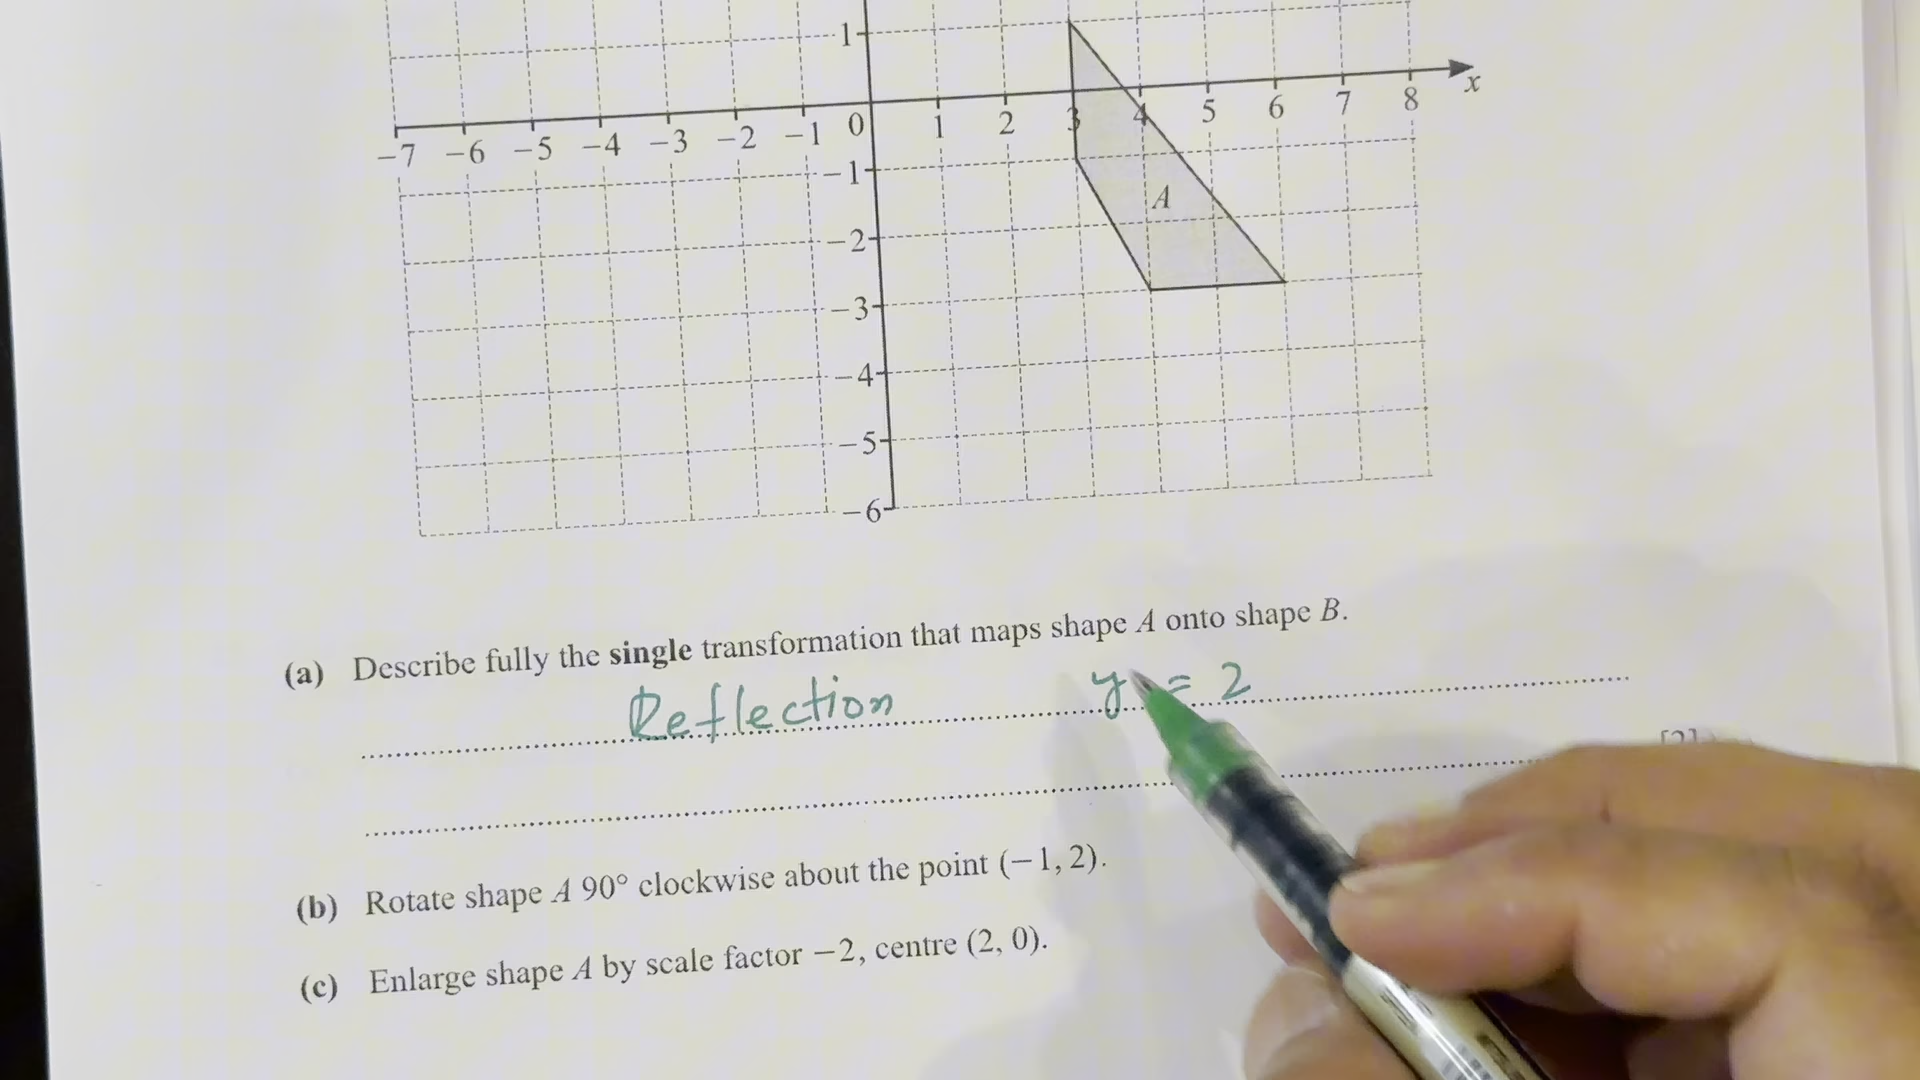 1
x
-7 -6 -5 -4 -3 -2 -1 0 1 2 3 4 5 6 7 8
-1
A
-2
-3
-4
-5
-6
(a) Describe fully the single transformation that maps shape A onto shape B.
Reflection y = 2
(b) Rotate shape A 90° clockwise about the point (−1, 2).
(c) Enlarge shape A by scale factor −2, centre (2, 0).